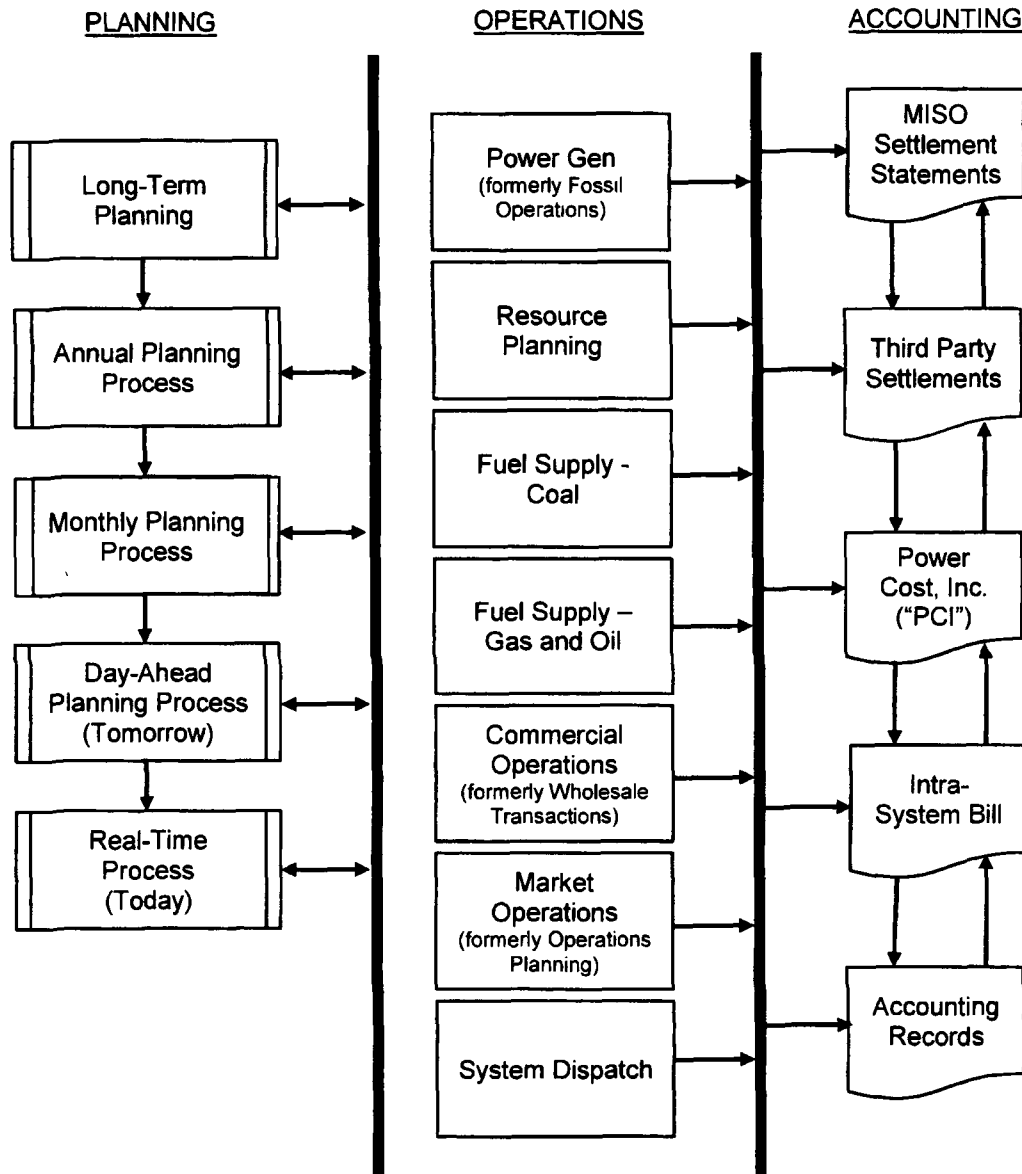 PLANNING
Long-Term
Planning
Annual Planning
Process
Monthly Planning
Process
Day-Ahead
Planning Process
(Tomorrow)
Real-Time
Process
(Today)
OPERATIONS
Power Gen
(formerly Fossil
Operations)
Resource
Planning
Fuel Supply -
Coal
Fuel Supply –
Gas and Oil
Commercial
Operations
(formerly Wholesale
Transactions)
Market
Operations
(formerly Operations
Planning)
System Dispatch
ACCOUNTING
MISO
Settlement
Statements
Third Party
Settlements
Power
Cost, Inc.
(“PCI”)
Intra-
System Bill
Accounting
Records